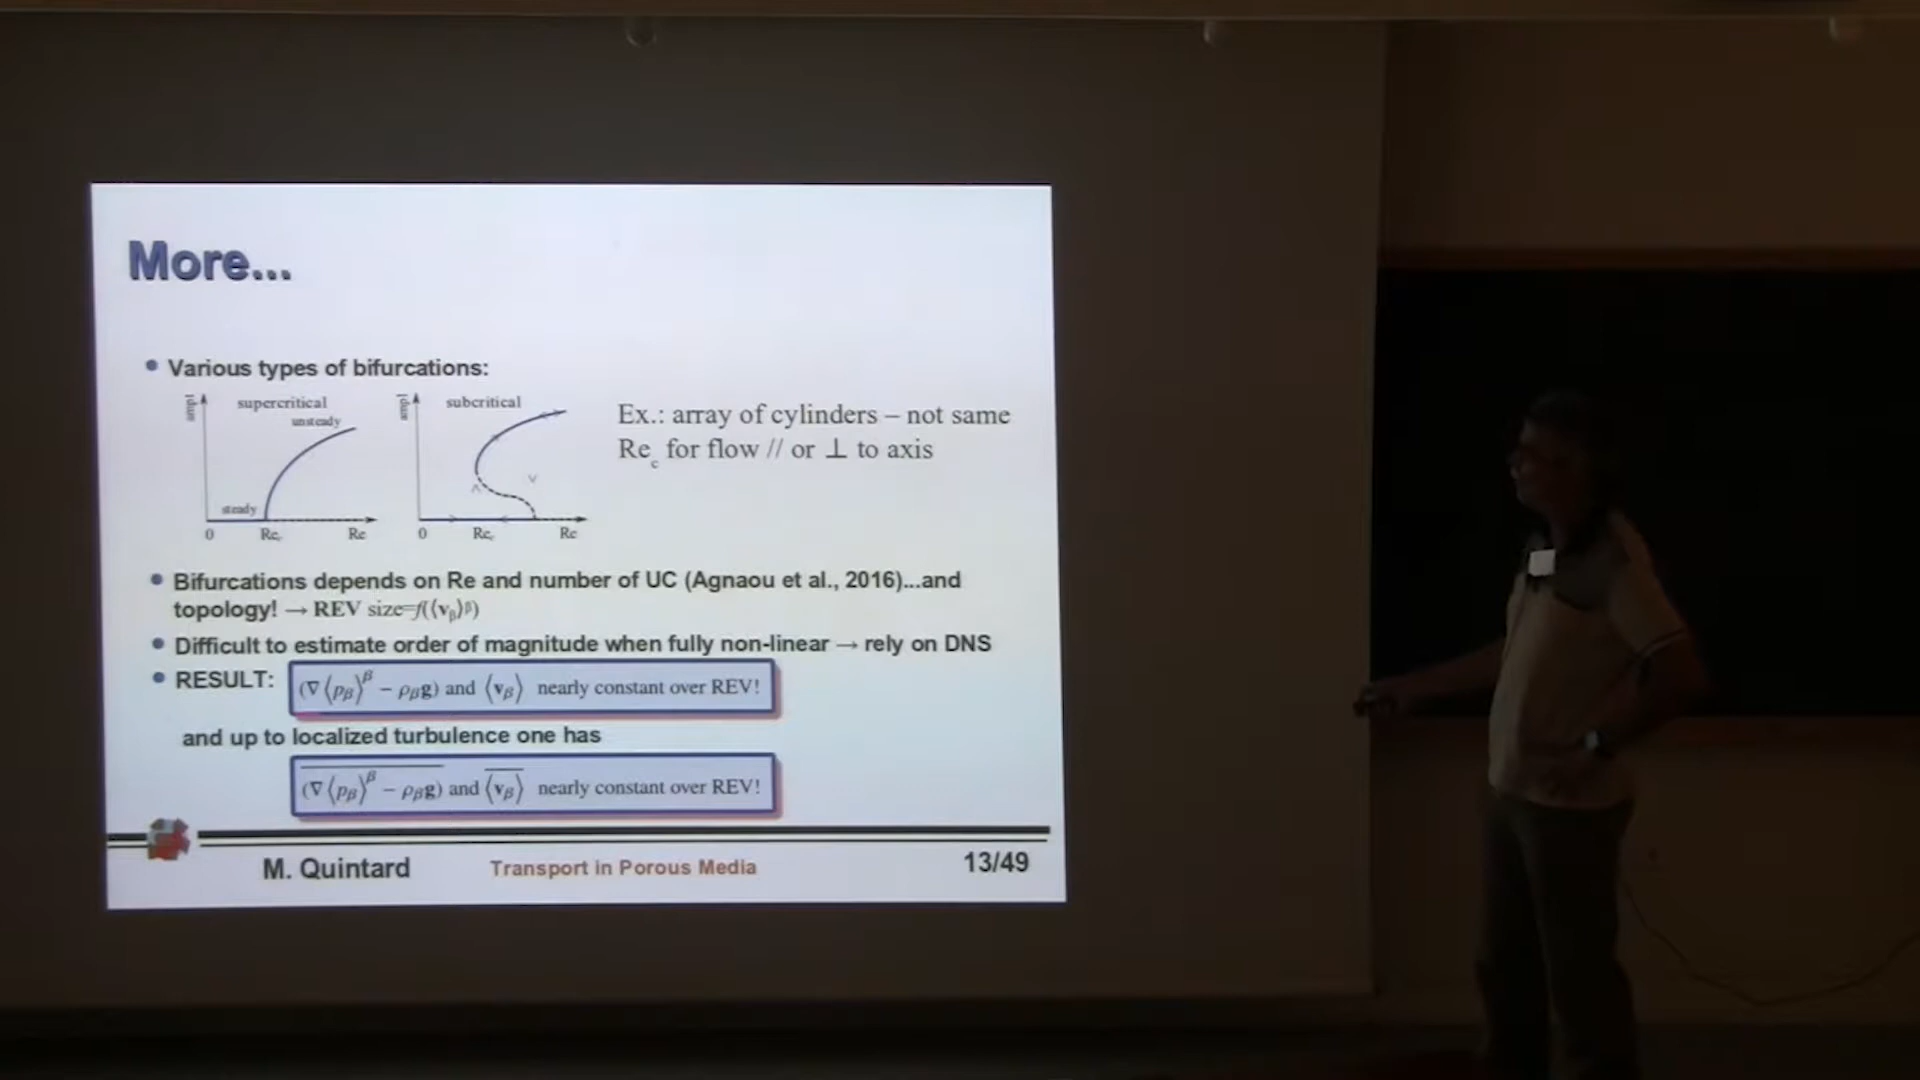 More...
• Various types of bifurcations:
ampl
supercritical
unsteady
steady
0
Re_c
Re
ampl
subcritical
0
Re_c
Re
Ex.: array of cylinders – not same
Re_c for flow // or ⊥ to axis
• Bifurcations depends on Re and number of UC (Agnaou et al., 2016)...and
topology! → REV size=f(⟨v_β⟩^β)
• Difficult to estimate order of magnitude when fully non-linear → rely on DNS
• RESULT: (∇⟨p_β⟩^β − ρ_β g) and ⟨v_β⟩ nearly constant over REV!
and up to localized turbulence one has
\overline{(∇⟨p_β⟩^β − ρ_β g)} and \overline{⟨v_β⟩} nearly constant over REV!
M. Quintard
Transport in Porous Media
13/49